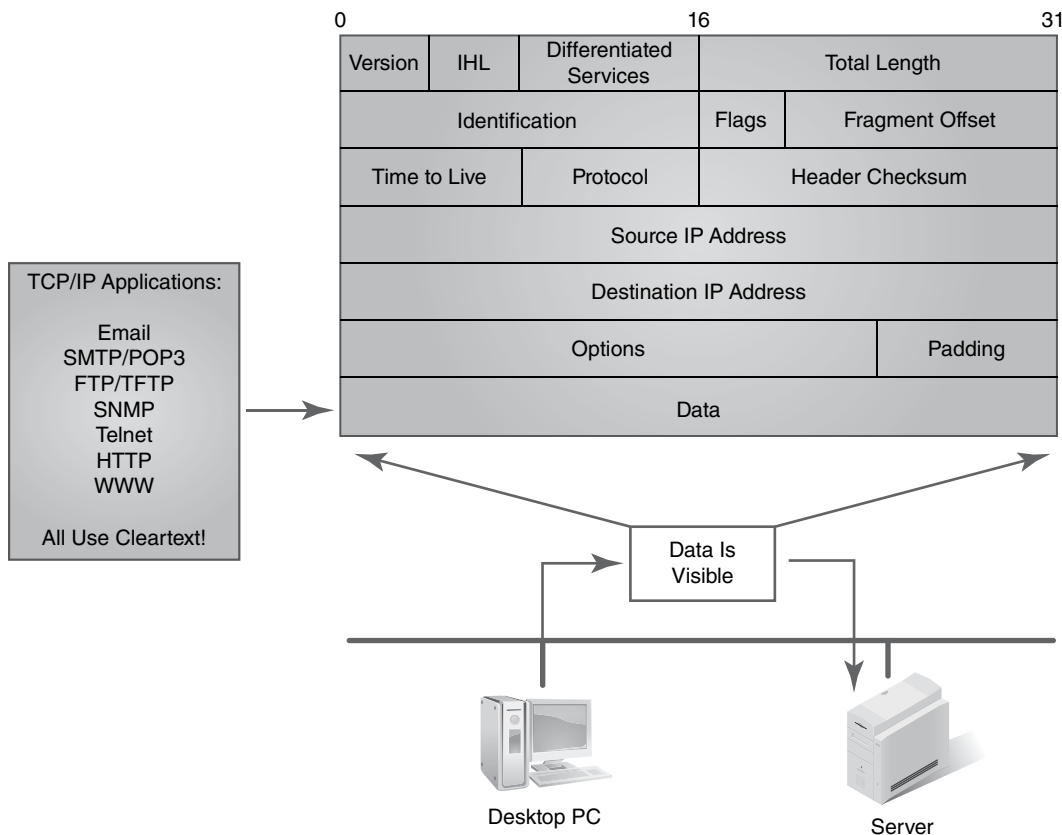 0 16 31
Version IHL Differentiated Services Total Length
Identification Flags Fragment Offset
Time to Live Protocol Header Checksum
Source IP Address
Destination IP Address
Options Padding
Data
TCP/IP Applications:
Email
SMTP/POP3
FTP/TFTP
SNMP
Telnet
HTTP
WWW
All Use Cleartext!
Data Is
Visible
Desktop PC
Server